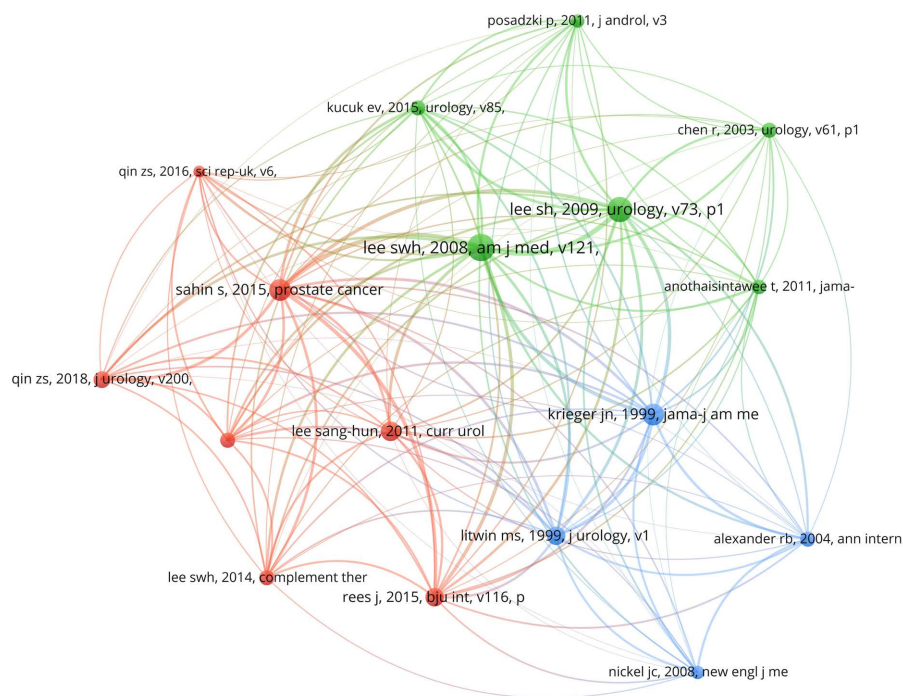 posadzki p, 2011, j androl, v3
kucuk ev, 2015, urology, v85,
chen r, 2003, urology, v61, p1
qin zs, 2016, sci rep-uk, v6,
lee sh, 2009, urology, v73, p1
lee swh, 2008, am j med, v121,
sahin s, 2015, prostate cancer
anothaisintawee t, 2011, jama-
qin zs, 2018, j urology, v200,
krieger jn, 1999, jama-j am me
lee sang-hun, 2011, curr urol
litwin ms, 1999, j urology, v1
alexander rb, 2004, ann intern
lee swh, 2014, complement ther
rees j, 2015, bju int, v116, p
nickel jc, 2008, new engl j me